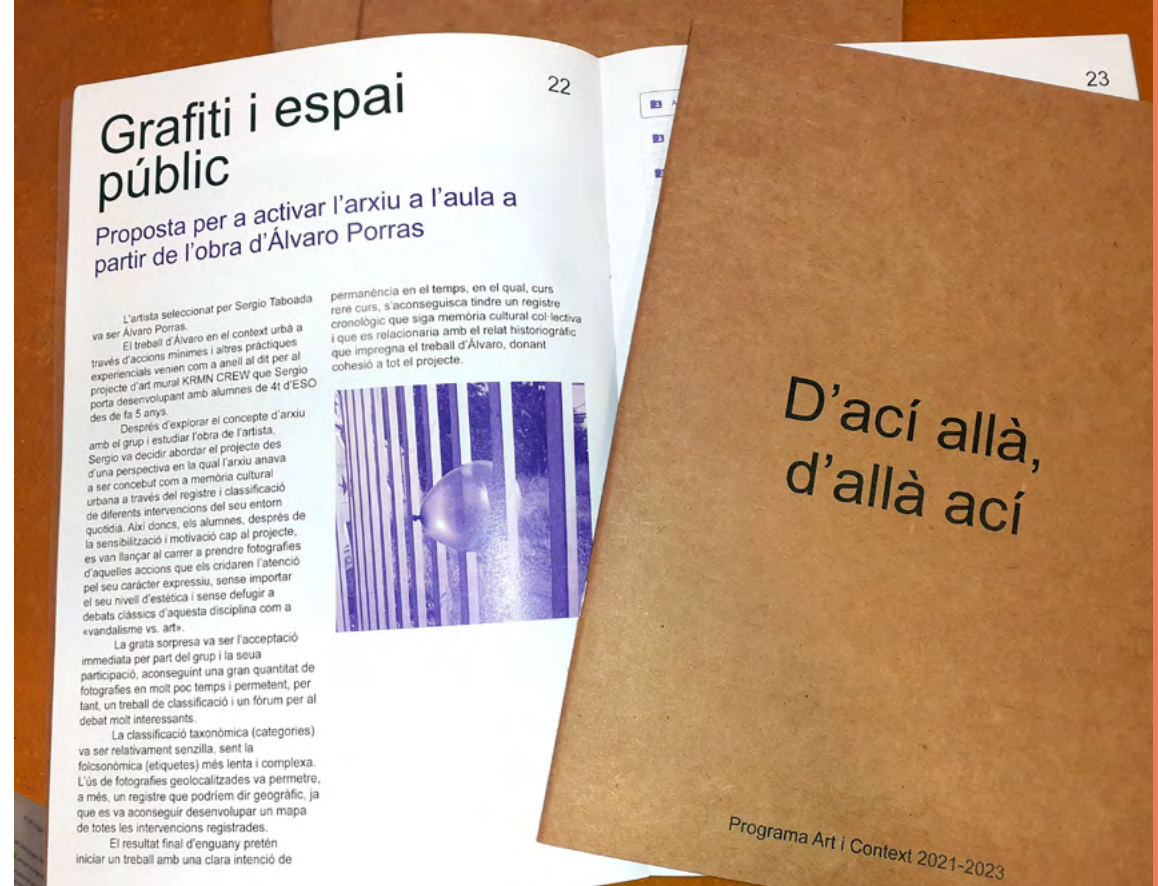 22
Grafiti i espai
públic
Proposta per a activar l'arxiu a l'aula a
partir de l'obra d'Álvaro Porras
L'artista seleccionat per Sergio Taboada
va ser Álvaro Porras.
El treball d'Álvaro en el context urbà a
través d'accions mínimes i altres pràctiques
experiencials venien com a anell al dit per al
projecte d'art mural KRMN CREW que Sergio
porta desenvolupant amb alumnes de 4t d'ESO
des de fa 5 anys.
Després d'explorar el concepte d'arxiu
amb el grup i estudiar l'obra de l'artista,
Sergio va decidir abordar el projecte des
d'una perspectiva en la qual l'arxiu anava
a ser concebut com a memòria cultural
urbana a través del registre i classificació
de diferents intervencions del seu entorn
quotidià. Així doncs, els alumnes, després de
la sensibilització i motivació cap al projecte,
es van llançar al carrer a prendre fotografies
d'aquelles accions que els cridaren l'atenció
pel seu caràcter expressiu, sense importar
el seu nivell d'estètica i sense defugir a
debats clàssics d'aquesta disciplina com a
«vandalisme vs. art».
La grata sorpresa va ser l'acceptació
immediata per part del grup i la seua
participació, aconseguint una gran quantitat de
fotografies en molt poc temps i permetent, per
tant, un treball de classificació i un fòrum per al
debat molt interessants.
La classificació taxonòmica (categories)
va ser relativament senzilla, sent la
folcsonòmica (etiquetes) més lenta i complexa.
L'ús de fotografies geolocalitzades va permetre,
a més, un registre que podríem dir geogràfic, ja
que es va aconseguir desenvolupar un mapa
de totes les intervencions registrades.
El resultat final d'enguany pretén
iniciar un treball amb una clara intenció de
permanència en el temps, en el qual, curs
rere curs, s'aconseguisca tindre un registre
cronològic que siga memòria cultural col·lectiva
i que es relacionaria amb el relat historiogràfic
que impregna el treball d'Álvaro, donant
cohesió a tot el projecte.
23
D'ací allà,
d'allà ací
Programa Art i Context 2021-2023